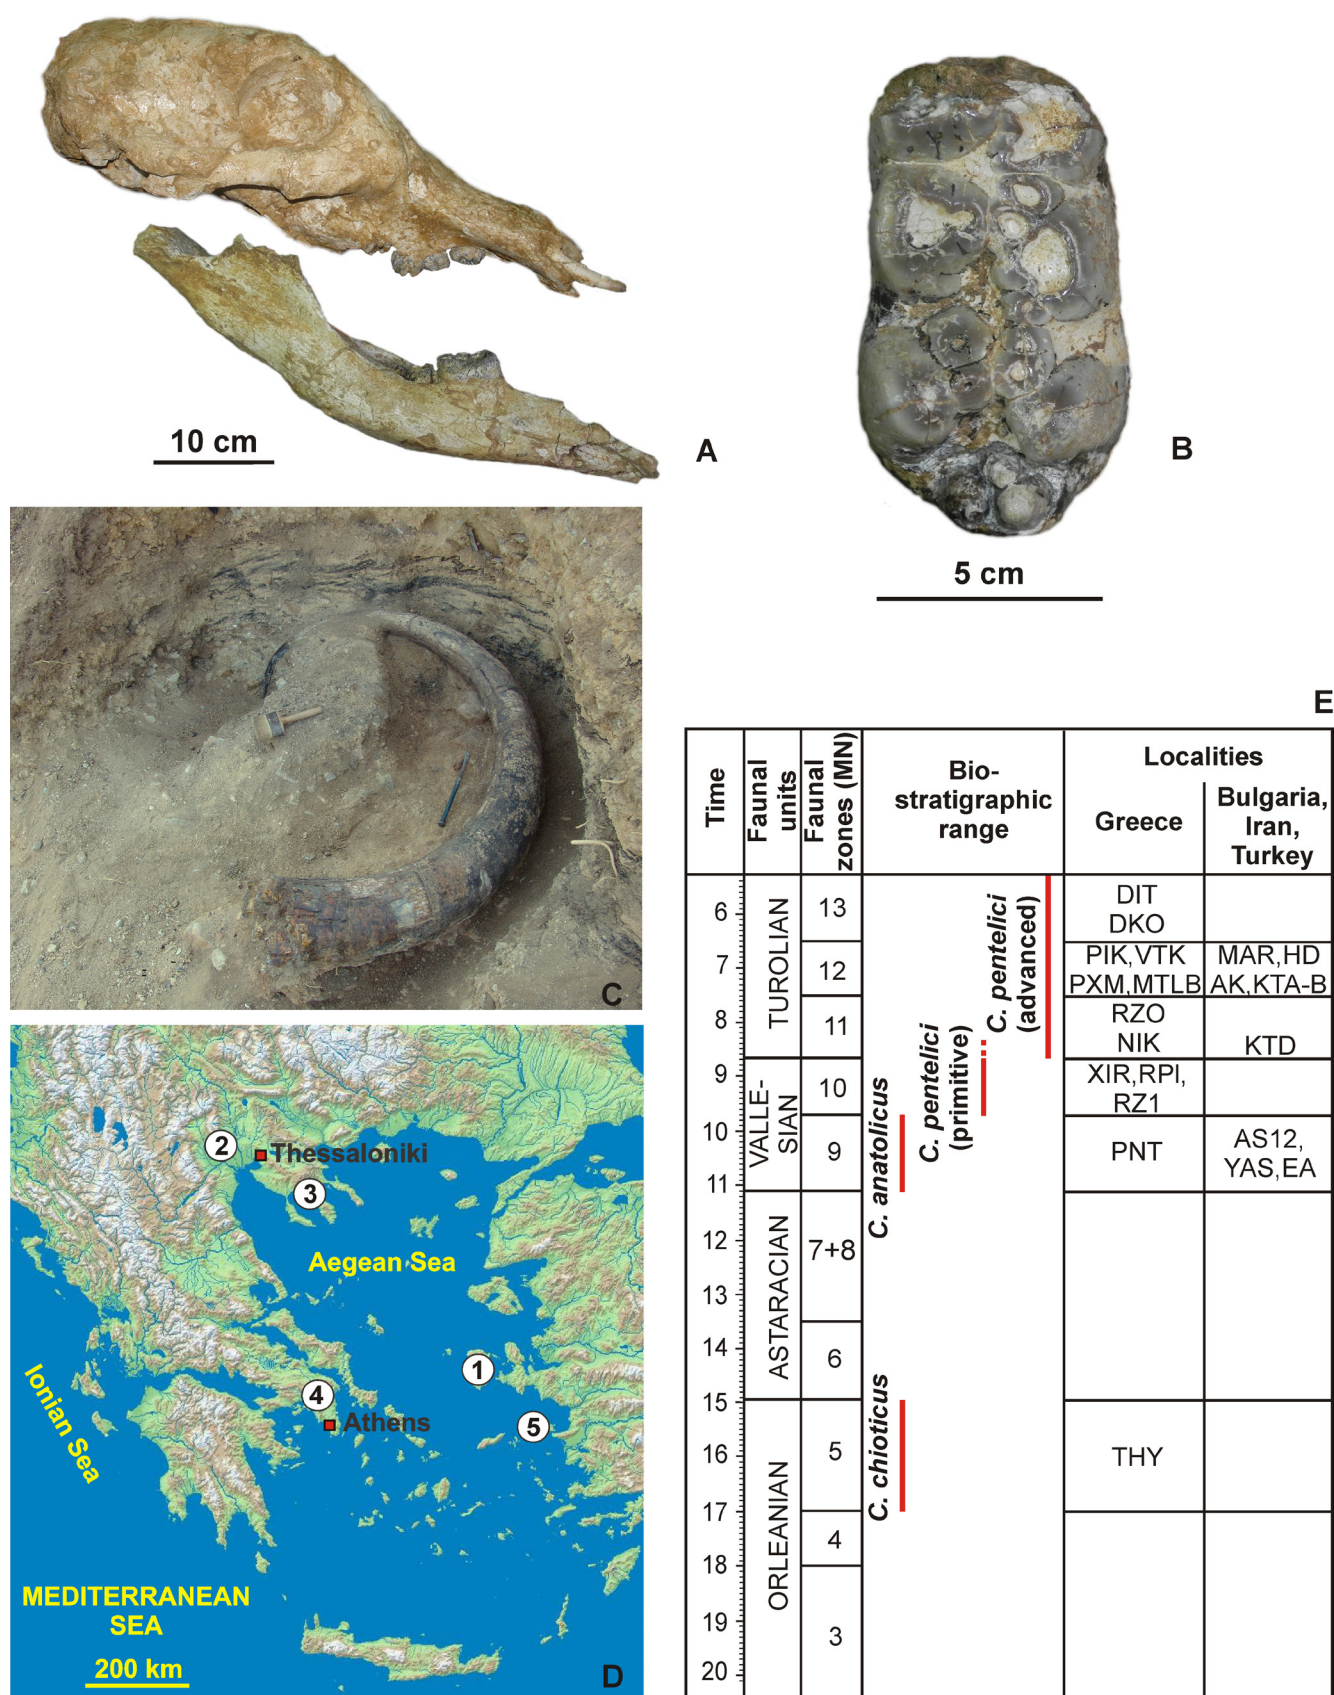 10 cm
A
B
5 cm
C
2
Thessaloniki
3
Aegean Sea
1
4
Athens
5
Ionian Sea
MEDITERRANEAN
SEA
200 km
D
E
Time
Faunal
units
Faunal
zones (MN)
Bio-
stratigraphic
range
Localities
Greece
Bulgaria,
Iran,
Turkey
6
7
8
9
10
11
12
13
14
15
16
17
18
19
20
TUROLIAN
VALLE-
SIAN
ASTARACIAN
ORLEANIAN
13
12
11
10
9
7+8
6
5
4
3
C. pentelici
(advanced)
C. pentelici
(primitive)
C. anatolicus
C. chioticus
DIT
DKO
PIK,VTK
PXM,MTLB
MAR,HD
AK,KTA-B
RZO
NIK
KTD
XIR,RPI,
RZ1
PNT
AS12,
YAS,EA
THY